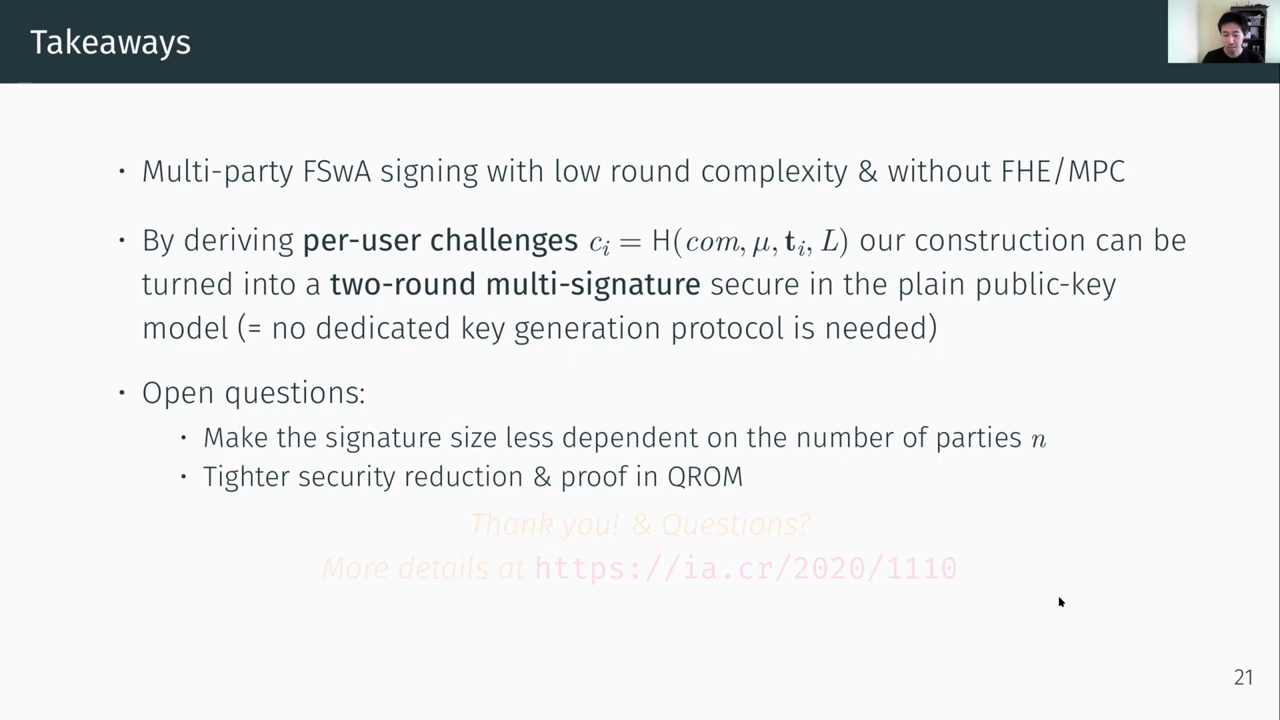 Takeaways
• Multi-party FSwA signing with low round complexity & without FHE/MPC
• By deriving per-user challenges cᵢ = H(com, μ, tᵢ, L) our construction can be
turned into a two-round multi-signature secure in the plain public-key
model (= no dedicated key generation protocol is needed)
• Open questions:
• Make the signature size less dependent on the number of parties n
• Tighter security reduction & proof in QROM
Thank you! & Questions?
More details at https://ia.cr/2020/1110
21